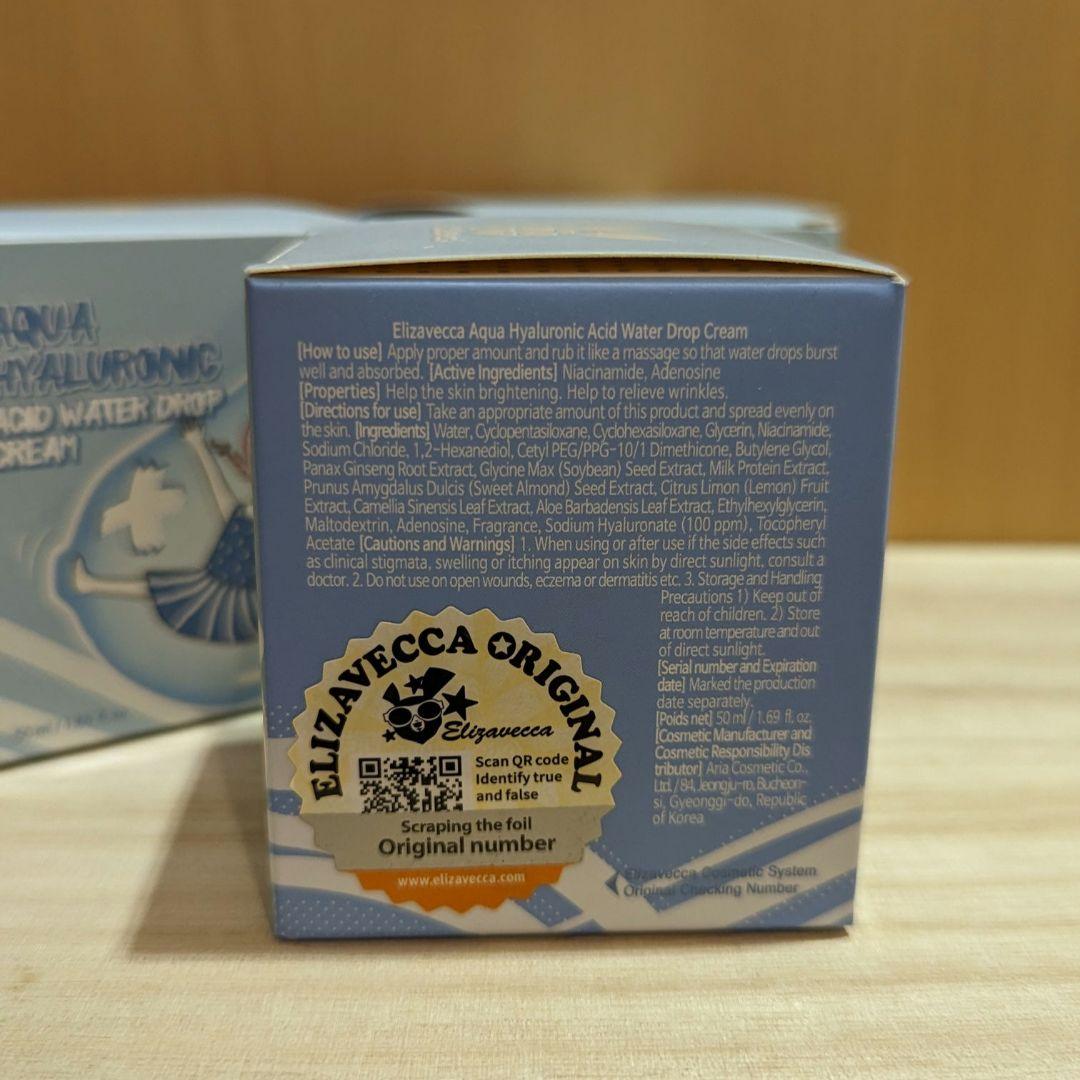 AQUA
HYALURONIC
ACID WATER DROP
CREAM
50 ml / 1.69 fl. oz.
Elizavecca Aqua Hyaluronic Acid Water Drop Cream
[How to use] Apply proper amount and rub it like a massage so that water drops burst
well and absorbed. [Active Ingredients] Niacinamide, Adenosine
[Properties] Help the skin brightening. Help to relieve wrinkles.
[Directions for use] Take an appropriate amount of this product and spread evenly on
the skin. [Ingredients] Water, Cyclopentasiloxane, Cyclohexasiloxane, Glycerin, Niacinamide,
Sodium Chloride, 1,2-Hexanediol, Cetyl PEG/PPG-10/1 Dimethicone, Butylene Glycol,
Panax Ginseng Root Extract, Glycine Max (Soybean) Seed Extract, Milk Protein Extract,
Prunus Amygdalus Dulcis (Sweet Almond) Seed Extract, Citrus Limon (Lemon) Fruit
Extract, Camellia Sinensis Leaf Extract, Aloe Barbadensis Leaf Extract, Ethylhexylglycerin,
Maltodextrin, Adenosine, Fragrance, Sodium Hyaluronate (100 ppm), Tocopheryl
Acetate [Cautions and Warnings] 1. When using or after use if the side effects such
as clinical stigmata, swelling or itching appear on skin by direct sunlight, consult a
doctor. 2. Do not use on open wounds, eczema or dermatitis etc. 3. Storage and Handling
Precautions 1) Keep out of
reach of children. 2) Store
at room temperature and out
of direct sunlight.
[Serial number and Expiration
date] Marked the production
date separately.
[Poids net] 50 ml / 1.69 fl. oz.
[Cosmetic Manufacturer and
Cosmetic Responsibility Dis
tributor] Aria Cosmetic Co.,
Ltd. / 84, Jeongju-ro, Bucheon-
si, Gyeonggi-do, Republic
of Korea
ELIZAVECCA ORIGINAL
Elizavecca
Scan QR code
Identify true
and false
Scraping the foil
Original number
www.elizavecca.com
Elizavecca Cosmetic System
Original Checking Number